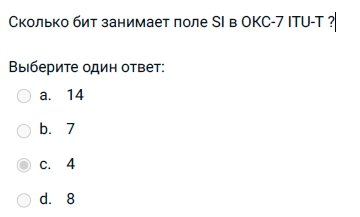 Сколько бит занимает поле SI в ОКС-7 ITU-T ?
Выберите один ответ:
a. 14
b. 7
c. 4
d. 8